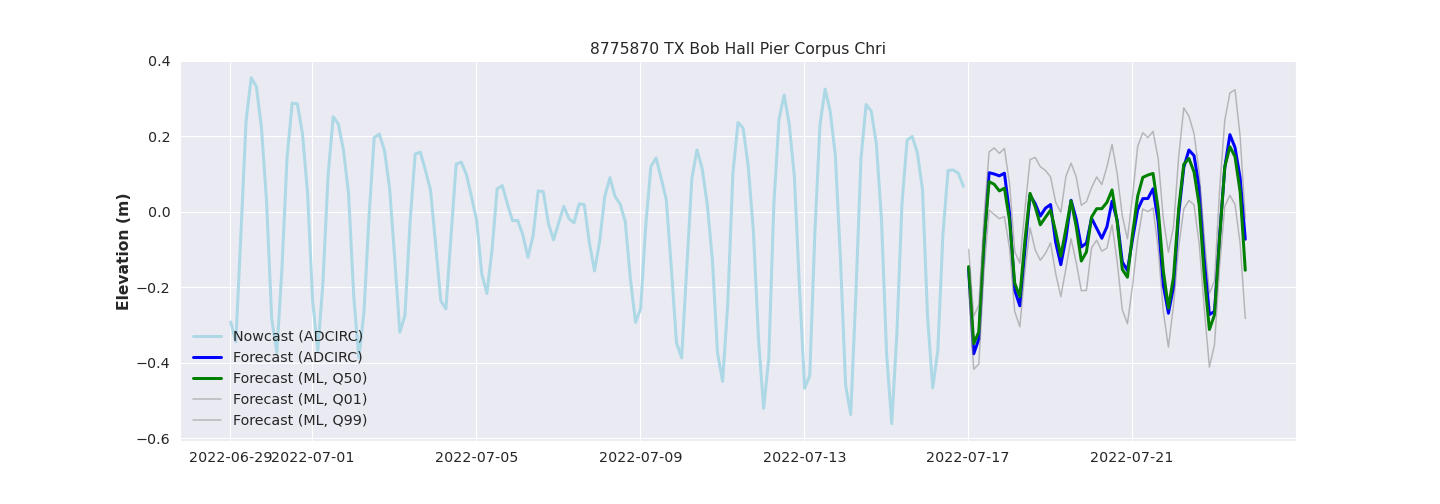 8775870 TX Bob Hall Pier Corpus Chri
Elevation (m)
0.4
0.2
0.0
−0.2
−0.4
−0.6
Nowcast (ADCIRC)
Forecast (ADCIRC)
Forecast (ML, Q50)
Forecast (ML, Q01)
Forecast (ML, Q99)
2022-06-29 2022-07-01 2022-07-05 2022-07-09 2022-07-13 2022-07-17 2022-07-21